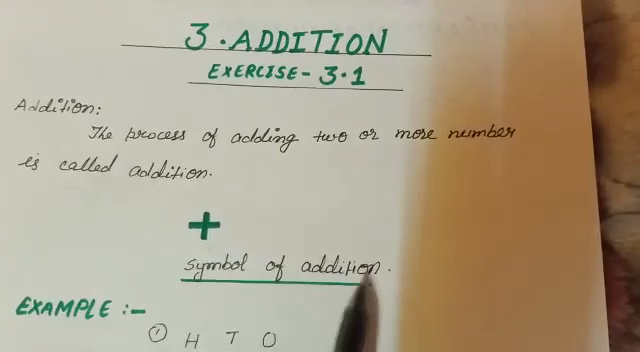 3. ADDITION
EXERCISE - 3.1
Addition:
The process of adding two or more number
is called addition.
+
symbol of addition.
EXAMPLE :-
① H T O